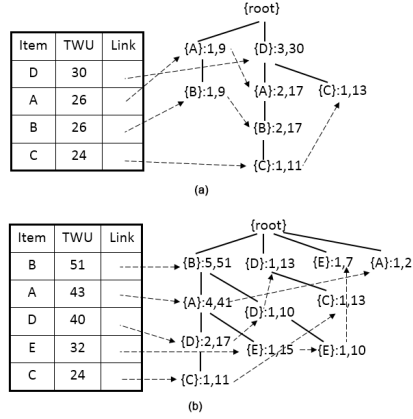 {root}
Item TWU Link
{A}:1,9 {D}:3,30
D 30
A 26
{B}:1,9 {A}:2,17 {C}:1,13
B 26
{B}:2,17
C 24
{C}:1,11
(a)
{root}
Item TWU Link
B 51
{B}:5,51 {D}:1,13 {E}:1,7 {A}:1,2
A 43
{A}:4,41 {D}:1,10 {C}:1,13
D 40
{D}:2,17 {E}:1,15 {E}:1,10
E 32
C 24
{C}:1,11
(b)